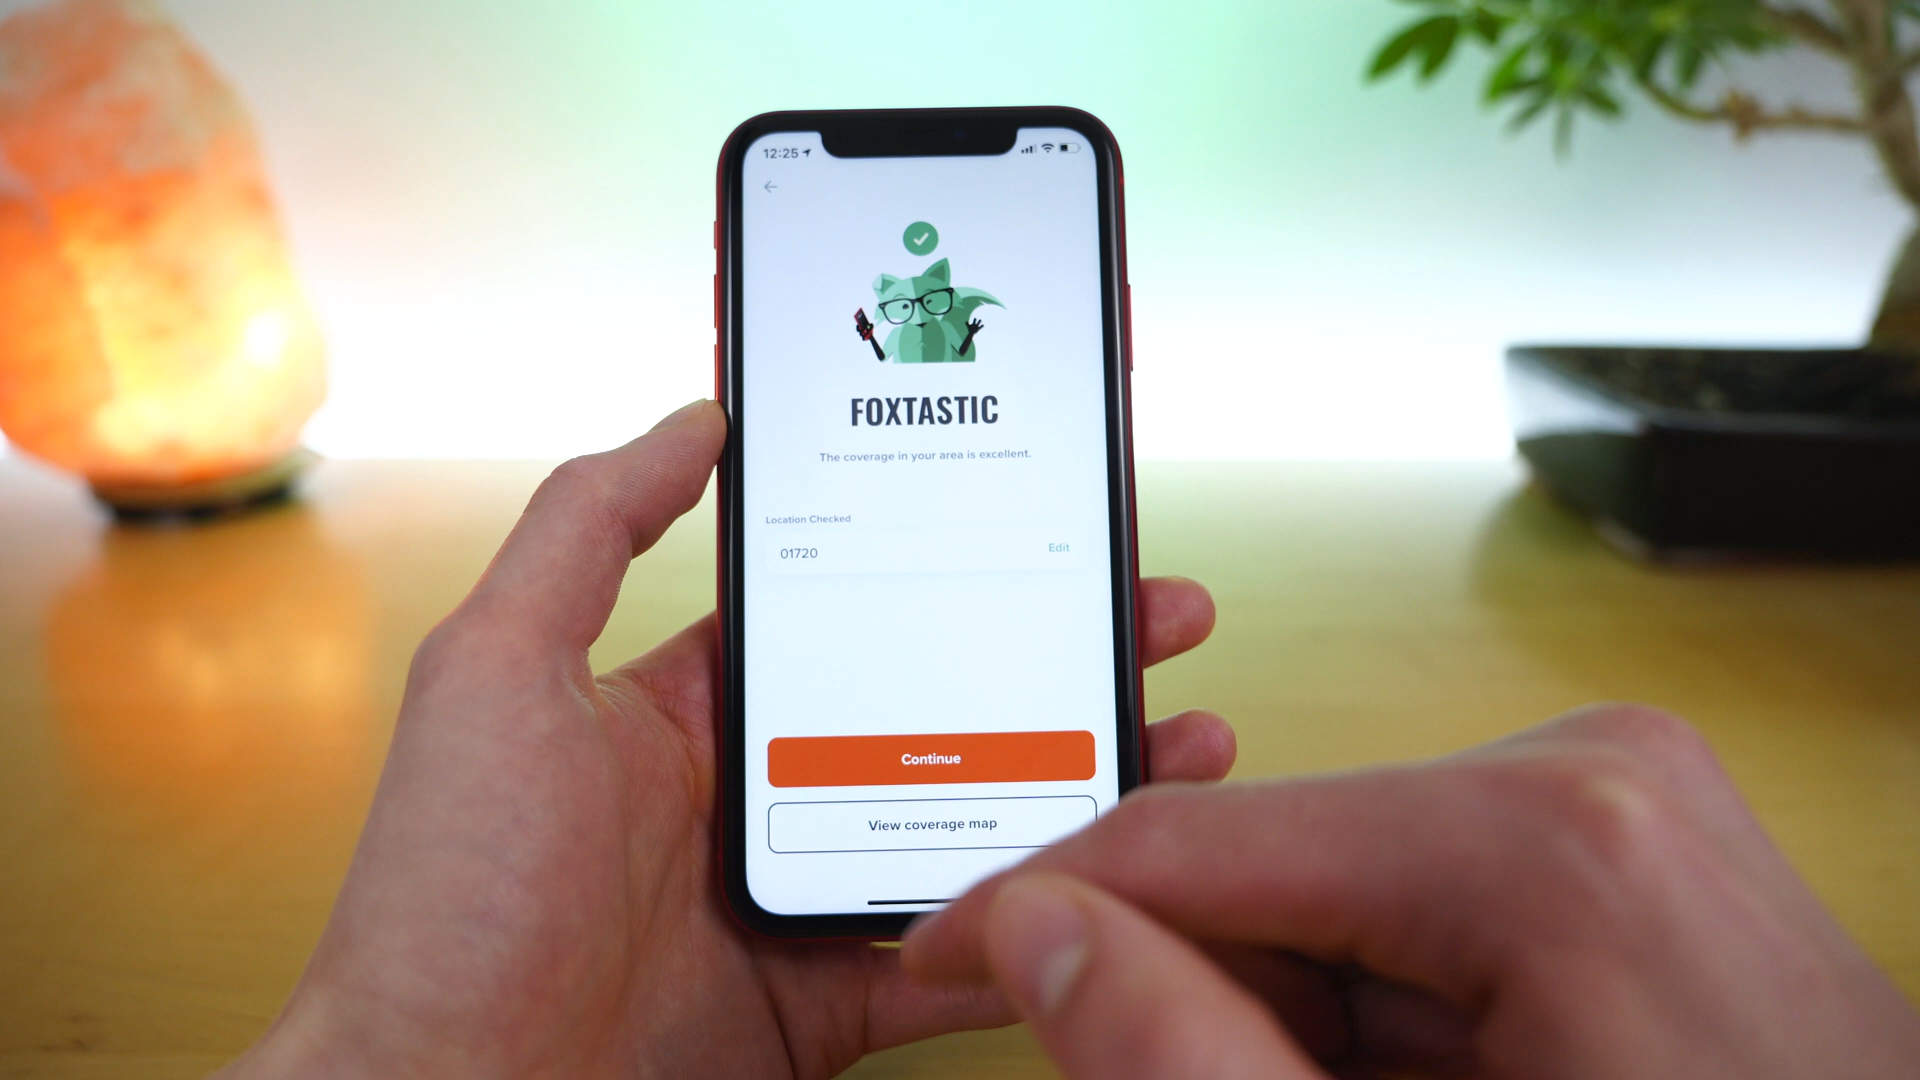 12:25
FOXTASTIC
The coverage in your area is excellent.
Location Checked
01720
Edit
Continue
View coverage map